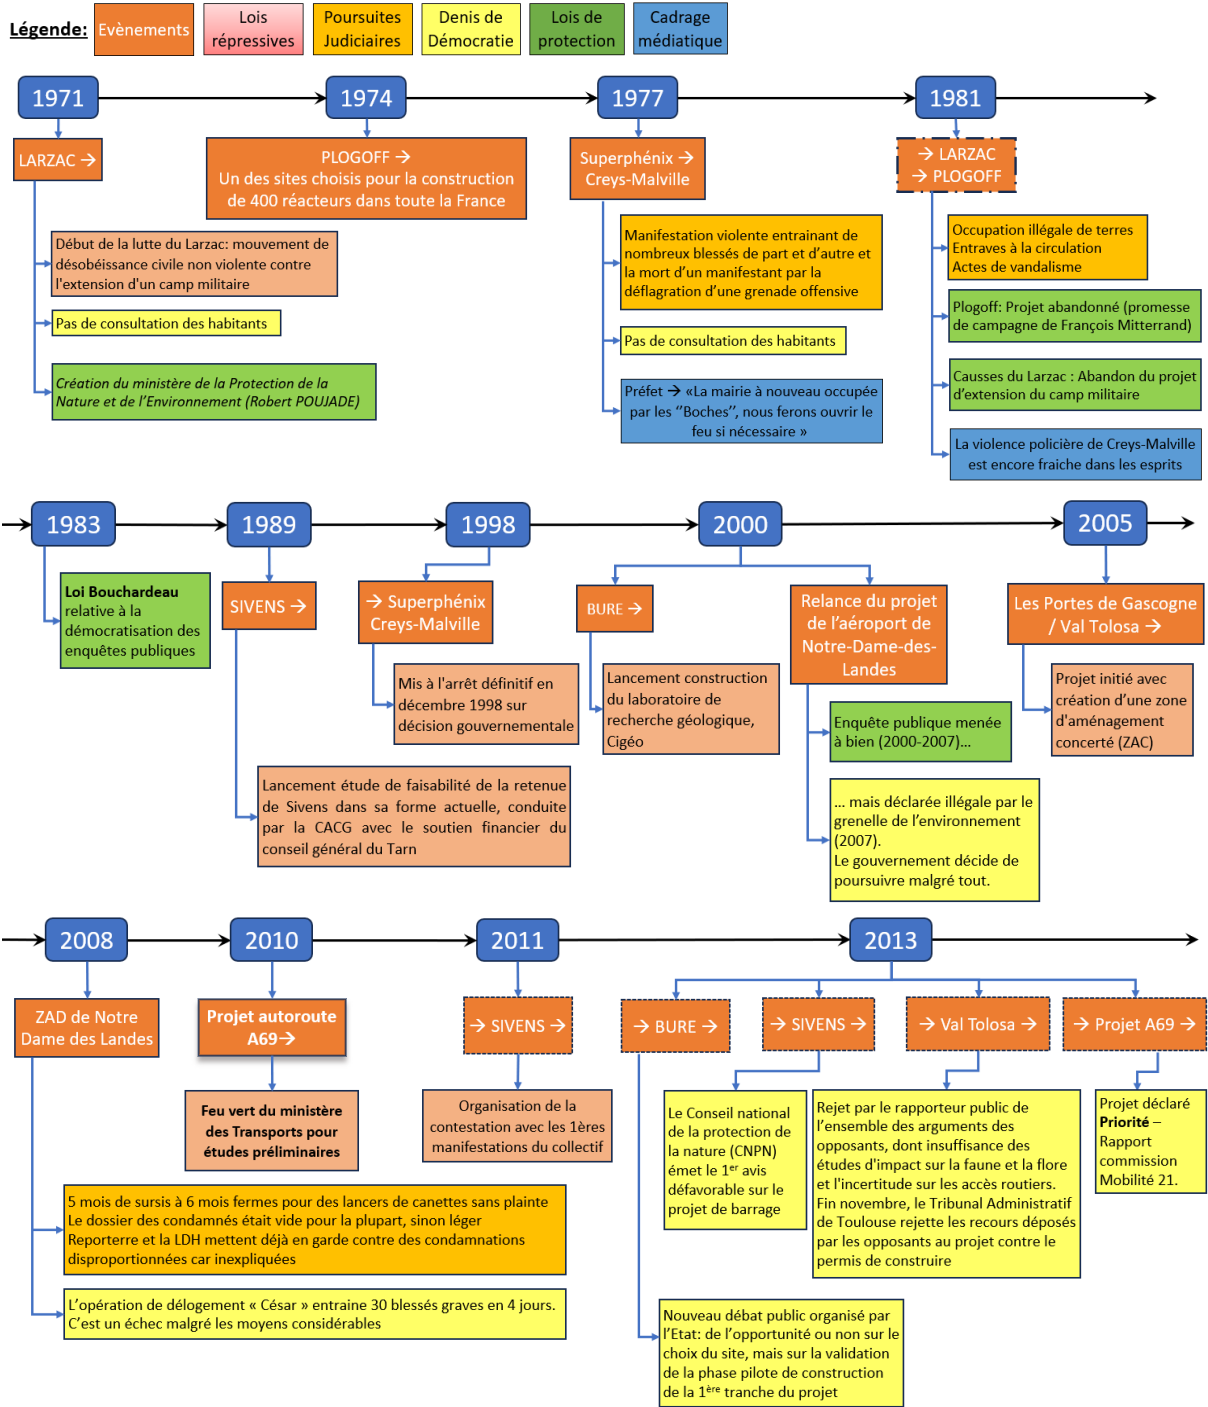 Légende:
Evènements
Lois
répressives
Poursuites
Judiciaires
Denis de
Démocratie
Lois de
protection
Cadrage
médiatique
1971
1974
1977
1981
LARZAC →
PLOGOFF →
Un des sites choisis pour la construction
de 400 réacteurs dans toute la France
Superphénix →
Creys-Malville
→ LARZAC
→ PLOGOFF
Début de la lutte du Larzac: mouvement de
désobéissance civile non violente contre
l'extension d'un camp militaire
Pas de consultation des habitants
Création du ministère de la Protection de la
Nature et de l’Environnement (Robert POUJADE)
Manifestation violente entrainant de
nombreux blessés de part et d’autre et
la mort d’un manifestant par la
déflagration d’une grenade offensive
Pas de consultation des habitants
Préfet → «La mairie à nouveau occupée
par les ‘’Boches’’, nous ferons ouvrir le
feu si nécessaire »
Occupation illégale de terres
Entraves à la circulation
Actes de vandalisme
Plogoff: Projet abandonné (promesse
de campagne de François Mitterrand)
Causses du Larzac : Abandon du projet
d’extension du camp militaire
La violence policière de Creys-Malville
est encore fraiche dans les esprits
1983
1989
1998
2000
2005
Loi Bouchardeau
relative à la
démocratisation des
enquêtes publiques
SIVENS →
→ Superphénix
Creys-Malville
BURE →
Relance du projet
de l’aéroport de
Notre-Dame-des-
Landes
Les Portes de Gascogne
/ Val Tolosa →
Mis à l'arrêt définitif en
décembre 1998 sur
décision gouvernementale
Lancement construction
du laboratoire de
recherche géologique,
Cigéo
Projet initié avec
création d’une zone
d'aménagement
concerté (ZAC)
Enquête publique menée
à bien (2000-2007)…
Lancement étude de faisabilité de la retenue
de Sivens dans sa forme actuelle, conduite
par la CACG avec le soutien financier du
conseil général du Tarn
… mais déclarée illégale par le
grenelle de l’environnement
(2007).
Le gouvernement décide de
poursuivre malgré tout.
2008
2010
2011
2013
ZAD de Notre
Dame des Landes
Projet autoroute
A69→
→ SIVENS →
→ BURE →
→ SIVENS →
→ Val Tolosa →
→ Projet A69 →
Feu vert du ministère
des Transports pour
études préliminaires
Organisation de la
contestation avec les 1ères
manifestations du collectif
Le Conseil national
de la protection de
la nature (CNPN)
émet le 1er avis
défavorable sur le
projet de barrage
Rejet par le rapporteur public de
l’ensemble des arguments des
opposants, dont insuffisance des
études d'impact sur la faune et la flore
et l'incertitude sur les accès routiers.
Fin novembre, le Tribunal Administratif
de Toulouse rejette les recours déposés
par les opposants au projet contre le
permis de construire
Projet déclaré
Priorité –
Rapport
commission
Mobilité 21.
5 mois de sursis à 6 mois fermes pour des lancers de canettes sans plainte
Le dossier des condamnés était vide pour la plupart, sinon léger
Reporterre et la LDH mettent déjà en garde contre des condamnations
disproportionnées car inexpliquées
L’opération de délogement « César » entraine 30 blessés graves en 4 jours.
C’est un échec malgré les moyens considérables
Nouveau débat public organisé par
l’Etat: de l’opportunité ou non sur le
choix du site, mais sur la validation
de la phase pilote de construction
de la 1ère tranche du projet